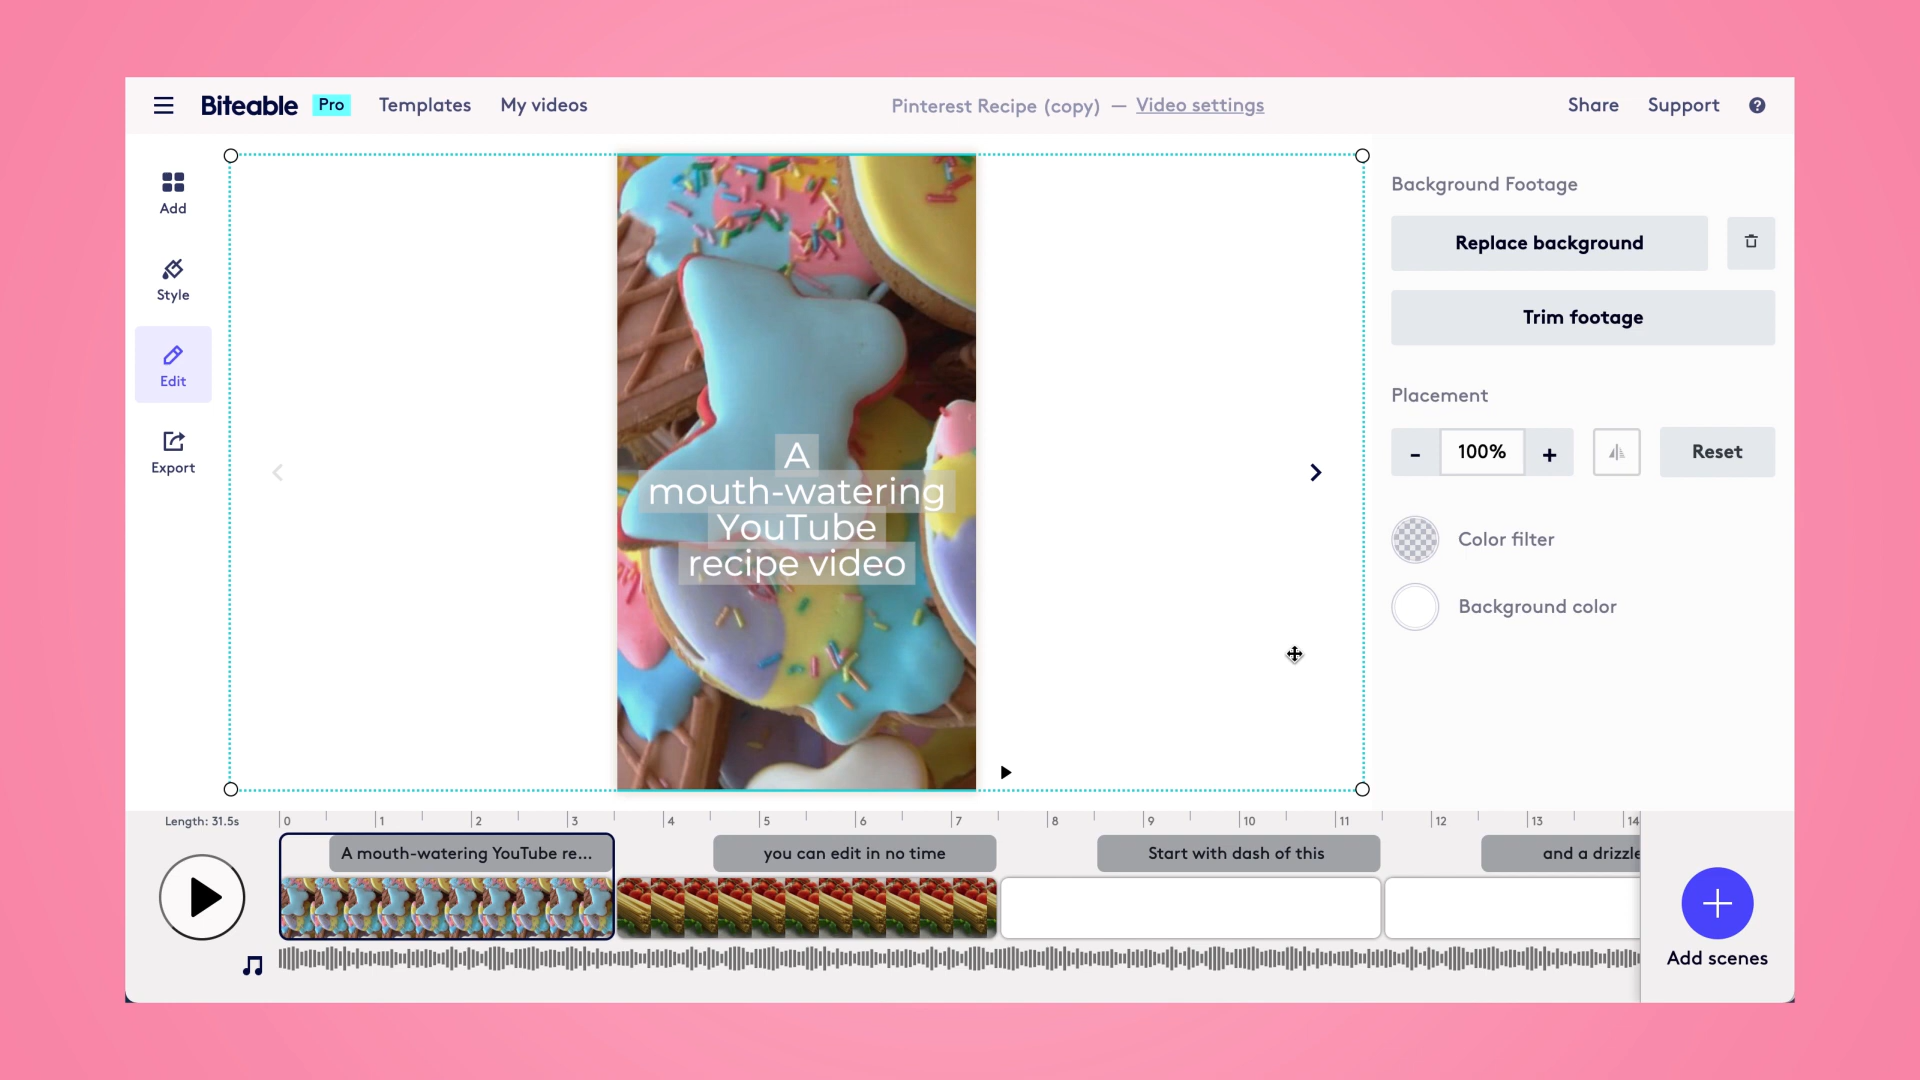 Biteable Pro Templates My videos Pinterest Recipe (copy) — Video settings Share Support ?
Add
Style
Edit
Export
A
mouth-watering
YouTube
recipe video
Background Footage
Replace background
Trim footage
Placement
- 100% + Reset
Color filter
Background color
Length: 31.5s 0 1 2 3 4 5 6 7 8 9 10 11 12 13 14
A mouth-watering YouTube re... you can edit in no time Start with dash of this and a drizzle
Add scenes